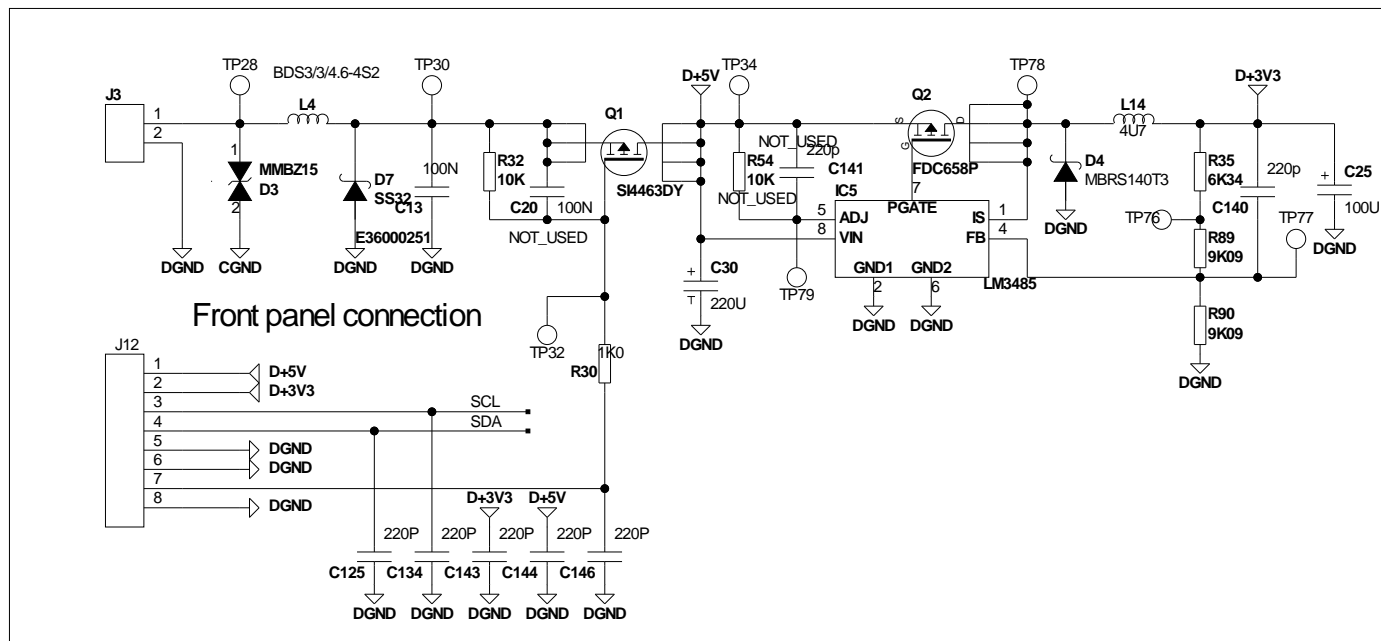 TP28
BDS3/3/4.6-4S2
TP30
TP34
TP78
J3
L4
Q1
D+5V
Q2
L14
D+3V3
1
2
S
D
G
4U7
NOT_USED
220p
R32
10K
100N
R54
10K
C141
FDC658P
D4
MBRS140T3
R35
6K34
220p
C25
100U
1
MMBZ15
D3
2
D7
SS32
C13
E36000251
C20
100N
NOT_USED
SI4463DY
NOT_USED
IC5
7
PGATE
5
ADJ
IS
1
8
VIN
FB
4
TP76
C140
TP77
R89
9K09
DGND
CGND
DGND
DGND
C30
220U
TP79
GND1
GND2
2
6
LM3485
DGND
DGND
DGND
DGND
DGND
R90
9K09
DGND
Front panel connection
TP32
1K0
R30
J12
1
D+5V
2
D+3V3
3
SCL
4
SDA
5
DGND
6
DGND
7
8
DGND
D+3V3
D+5V
220P
220P
220P
220P
220P
C125
C134
C143
C144
C146
DGND
DGND
DGND
DGND
DGND